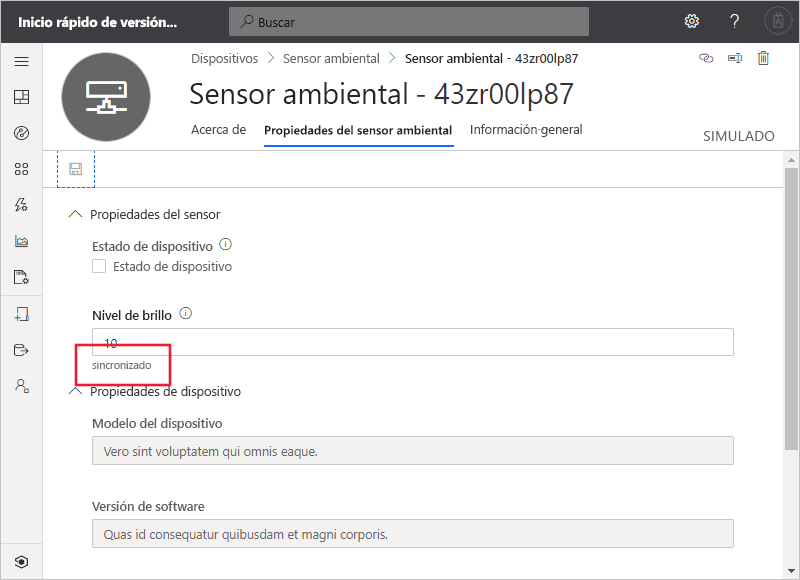 Inicio rápido de versión...
Buscar
?
Dispositivos > Sensor ambiental > Sensor ambiental - 43zr00lp87
Sensor ambiental - 43zr00lp87
Acerca de
Propiedades del sensor ambiental
Información·general
SIMULADO
Propiedades del sensor
Estado de dispositivo
Estado de dispositivo
Nivel de brillo
10
sincronizado
Propiedades de dispositivo
Modelo del dispositivo
Vero sint voluptatem qui omnis eaque.
Versión de software
Quas id consequatur quibusdam et magni corporis.